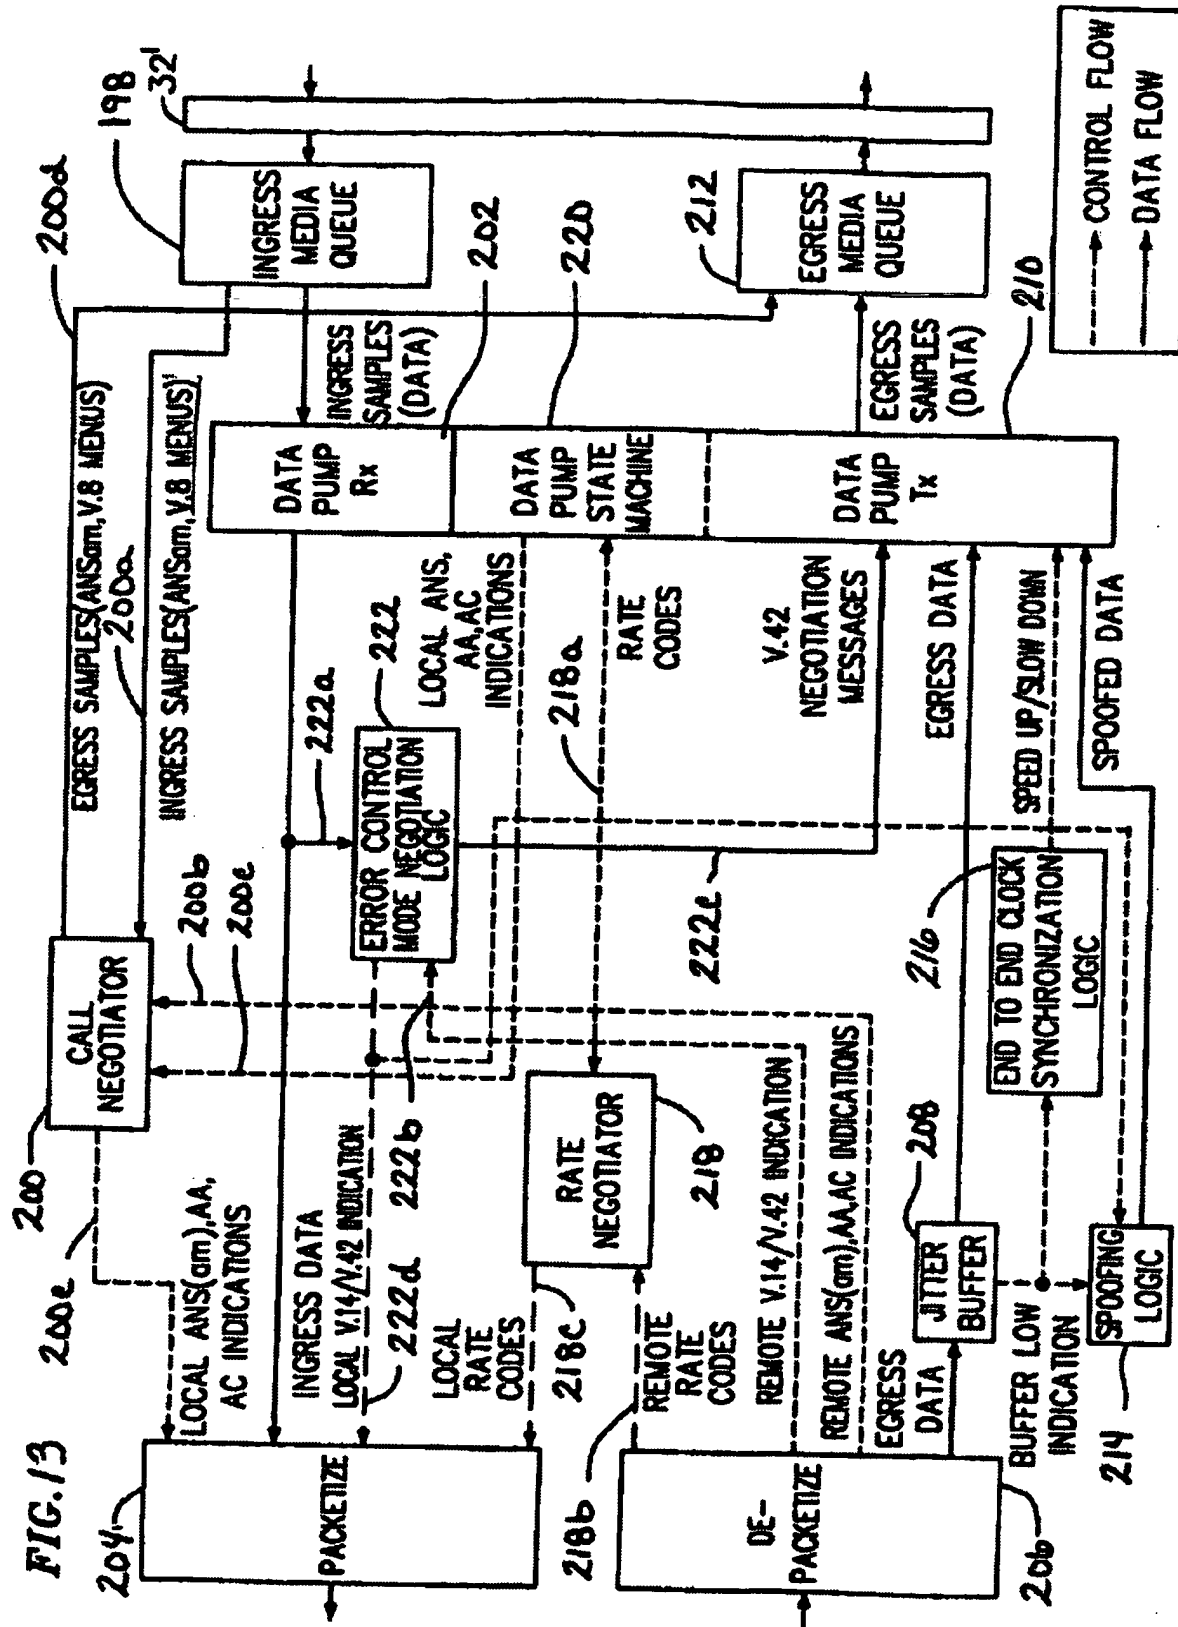 FIG.13
204
PACKETIZE
200e
LOCAL ANS(am),AA,
AC INDICATIONS
INGRESS DATA
LOCAL V.14/V.42 INDICATION
222d
LOCAL
RATE
CODES
218c
218b
REMOTE
RATE
CODES
DE-
PACKETIZE
206
REMOTE V.14/V.42 INDICATION
REMOTE ANS(am),AA,AC INDICATIONS
EGRESS
DATA
BUFFER LOW
INDICATION
214
200
CALL
NEGOTIATOR
200b
200c
222b
RATE
NEGOTIATOR
218
208
JITTER
BUFFER
SPOOFING
LOGIC
EGRESS SAMPLES(ANSam,V.8 MENUS)
200a
INGRESS SAMPLES(ANSam,V.8 MENUS)
222a
222
ERROR CONTROL
MODE NEGOTIATION
LOGIC
LOCAL ANS,
AA,AC
INDICATIONS
218a
RATE
CODES
222c
V.42
NEGOTIATION
MESSAGES
EGRESS DATA
216
END TO END CLOCK
SYNCHRONIZATION
LOGIC
SPEED UP/SLOW DOWN
SPOOFED DATA
DATA
PUMP
Rx
DATA
PUMP
STATE
MACHINE
DATA
PUMP
Tx
200d
198
32'
INGRESS
MEDIA
QUEUE
INGRESS
SAMPLES
(DATA)
202
220
212
EGRESS
MEDIA
QUEUE
EGRESS
SAMPLES
(DATA)
210
CONTROL FLOW
DATA FLOW